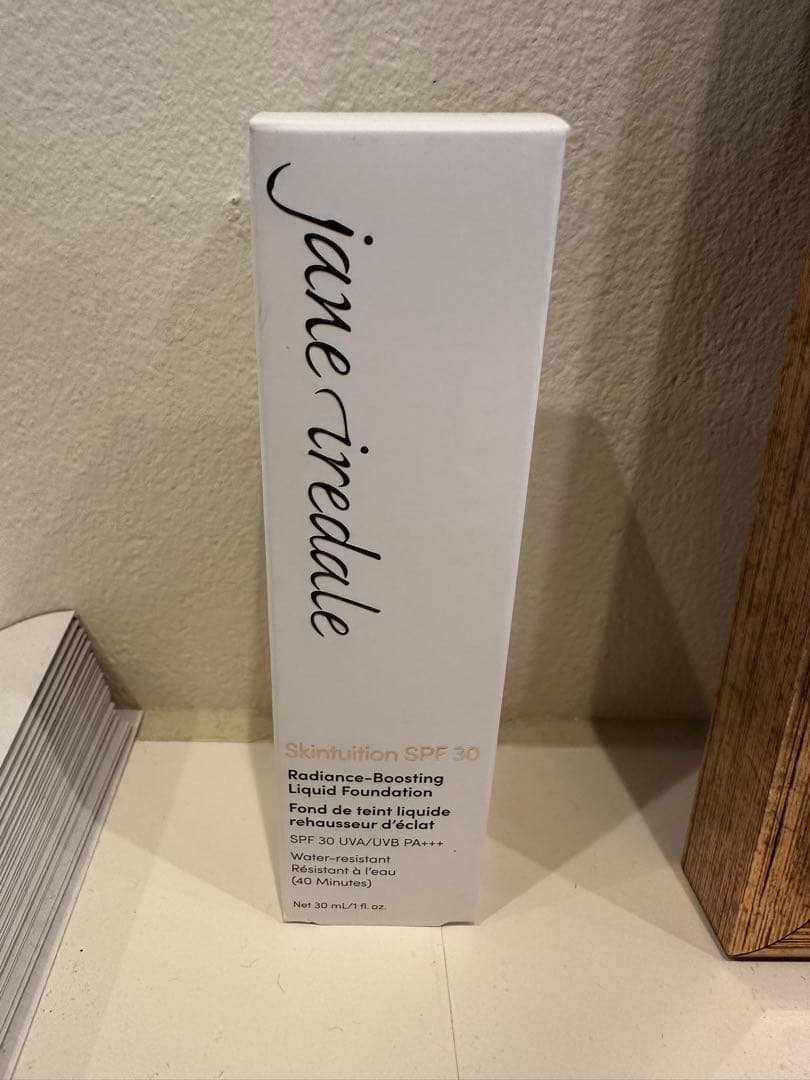 jane iredale
Skintuition SPF 30
Radiance-Boosting
Liquid Foundation
Fond de teint liquide
rehausseur d'éclat
SPF 30 UVA/UVB PA+++
Water-resistant
Résistant à l'eau
(40 Minutes)
Net 30 mL/1 fl. oz.